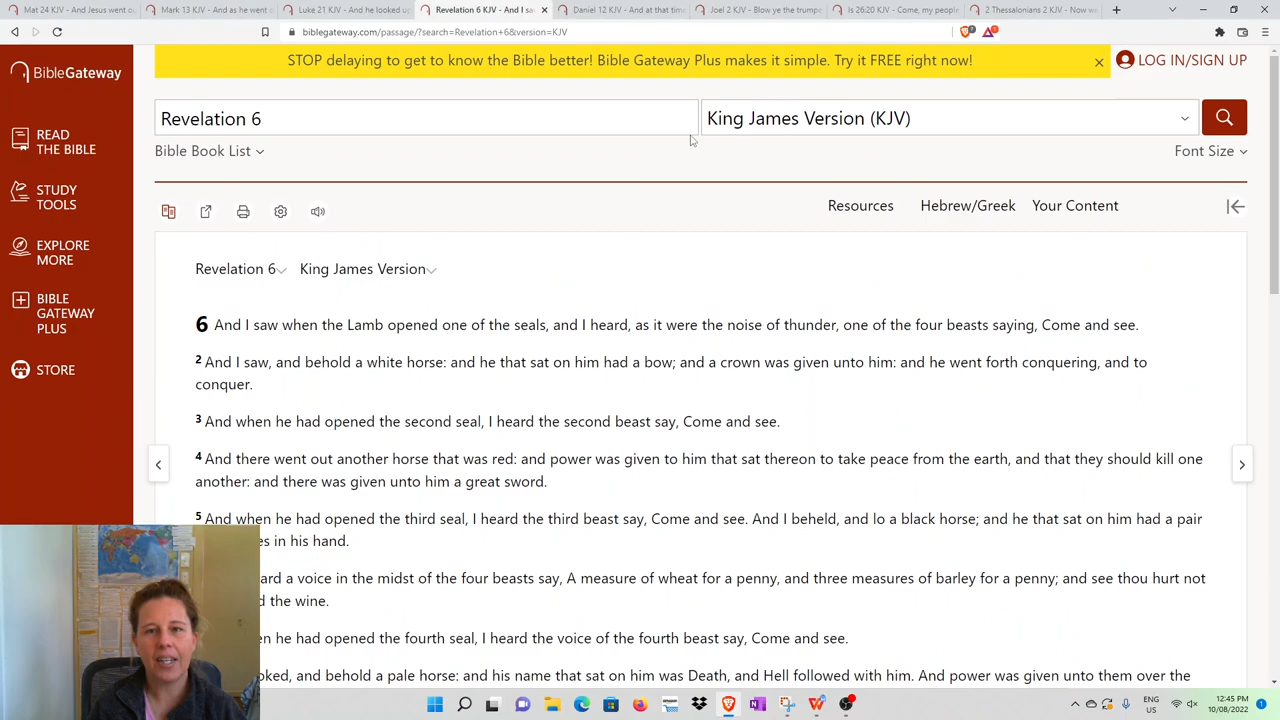 Mat 24 KJV - And Jesus went o
Mark 13 KJV - And as he went o
Luke 21 KJV - And he looked up
Revelation 6 KJV - And I sa
Daniel 12 KJV - And at that time
Joel 2 KJV - Blow ye the trumpe
Is 26:20 KJV - Come, my people
2 Thessalonians 2 KJV - Now we
biblegateway.com/passage/?search=Revelation+6&version=KJV
STOP delaying to get to know the Bible better! Bible Gateway Plus makes it simple. Try it FREE right now!
LOG IN/SIGN UP
BibleGateway
READ
THE BIBLE
STUDY
TOOLS
EXPLORE
MORE
BIBLE
GATEWAY
PLUS
STORE
Revelation 6
King James Version (KJV)
Bible Book List
Font Size
Resources
Hebrew/Greek
Your Content
Revelation 6
King James Version
6 And I saw when the Lamb opened one of the seals, and I heard, as it were the noise of thunder, one of the four beasts saying, Come and see.
2 And I saw, and behold a white horse: and he that sat on him had a bow; and a crown was given unto him: and he went forth conquering, and to
conquer.
3 And when he had opened the second seal, I heard the second beast say, Come and see.
4 And there went out another horse that was red: and power was given to him that sat thereon to take peace from the earth, and that they should kill one
another: and there was given unto him a great sword.
5 And when he had opened the third seal, I heard the third beast say, Come and see. And I beheld, and lo a black horse; and he that sat on him had a pair
es in his hand.
ard a voice in the midst of the four beasts say, A measure of wheat for a penny, and three measures of barley for a penny; and see thou hurt not
d the wine.
en he had opened the fourth seal, I heard the voice of the fourth beast say, Come and see.
oked, and behold a pale horse: and his name that sat on him was Death, and Hell followed with him. And power was given unto them over the
ENG
US
12:45 PM
10/08/2022